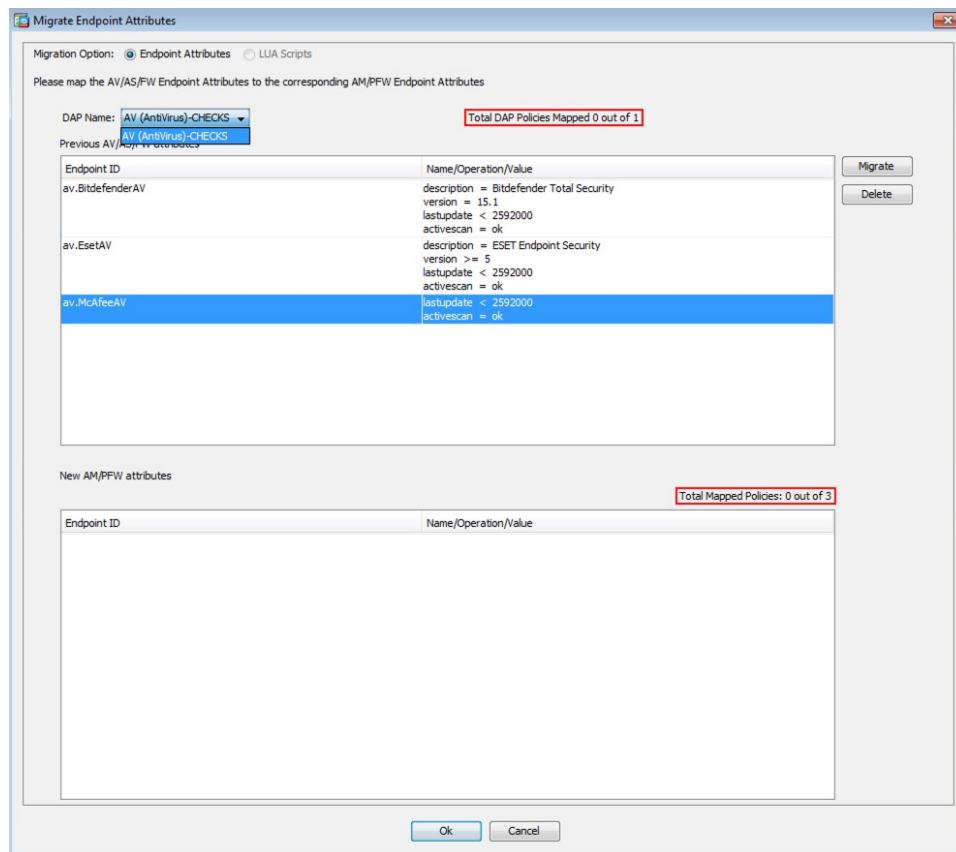 Migrate Endpoint Attributes
Migration Option: Endpoint Attributes LUA Scripts
Please map the AV/AS/FW Endpoint Attributes to the corresponding AM/PFW Endpoint Attributes
DAP Name: AV (AntiVirus)-CHECKS Total DAP Policies Mapped 0 out of 1
AV (AntiVirus)-CHECKS
Previous AV/AS/FW attributes
Endpoint ID Name/Operation/Value Migrate
av.BitdefenderAV description = Bitdefender Total Security Delete
version = 15.1
lastupdate < 2592000
activescan = ok
av.EsetAV description = ESET Endpoint Security
version >= 5
lastupdate < 2592000
activescan = ok
av.McAfeeAV lastupdate < 2592000
activescan = ok
New AM/PFW attributes
Total Mapped Policies: 0 out of 3
Endpoint ID Name/Operation/Value
Ok Cancel